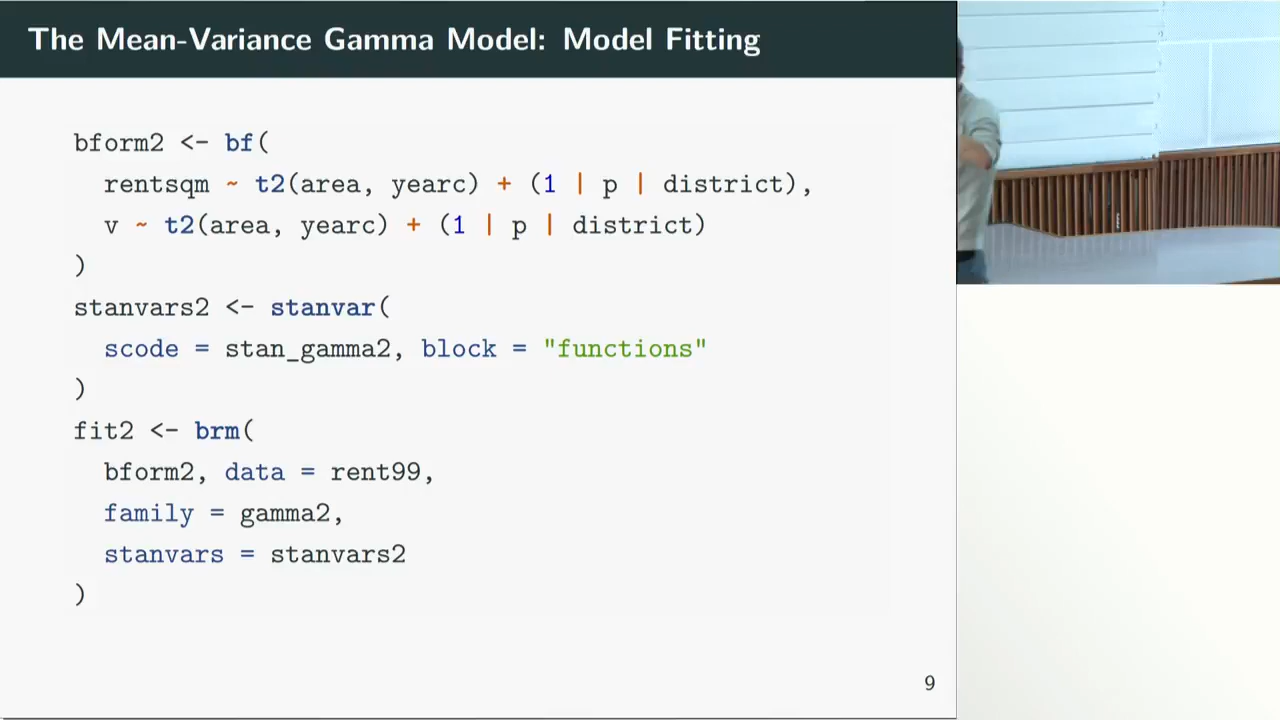 The Mean-Variance Gamma Model: Model Fitting
bform2 <- bf(
rentsqm ~ t2(area, yearc) + (1 | p | district),
v ~ t2(area, yearc) + (1 | p | district)
)
stanvars2 <- stanvar(
scode = stan_gamma2, block = "functions"
)
fit2 <- brm(
bform2, data = rent99,
family = gamma2,
stanvars = stanvars2
)
9